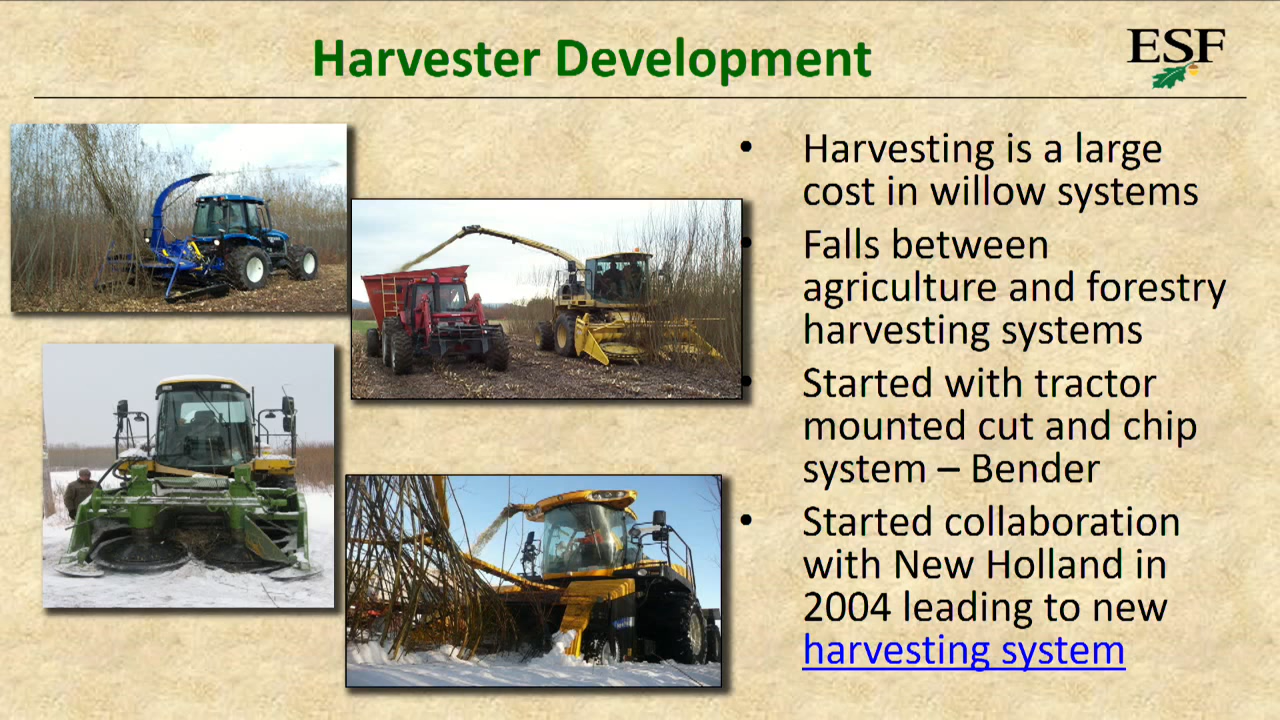 Harvester Development
ESF
• Harvesting is a large
cost in willow systems
• Falls between
agriculture and forestry
harvesting systems
• Started with tractor
mounted cut and chip
system – Bender
• Started collaboration
with New Holland in
2004 leading to new
harvesting system